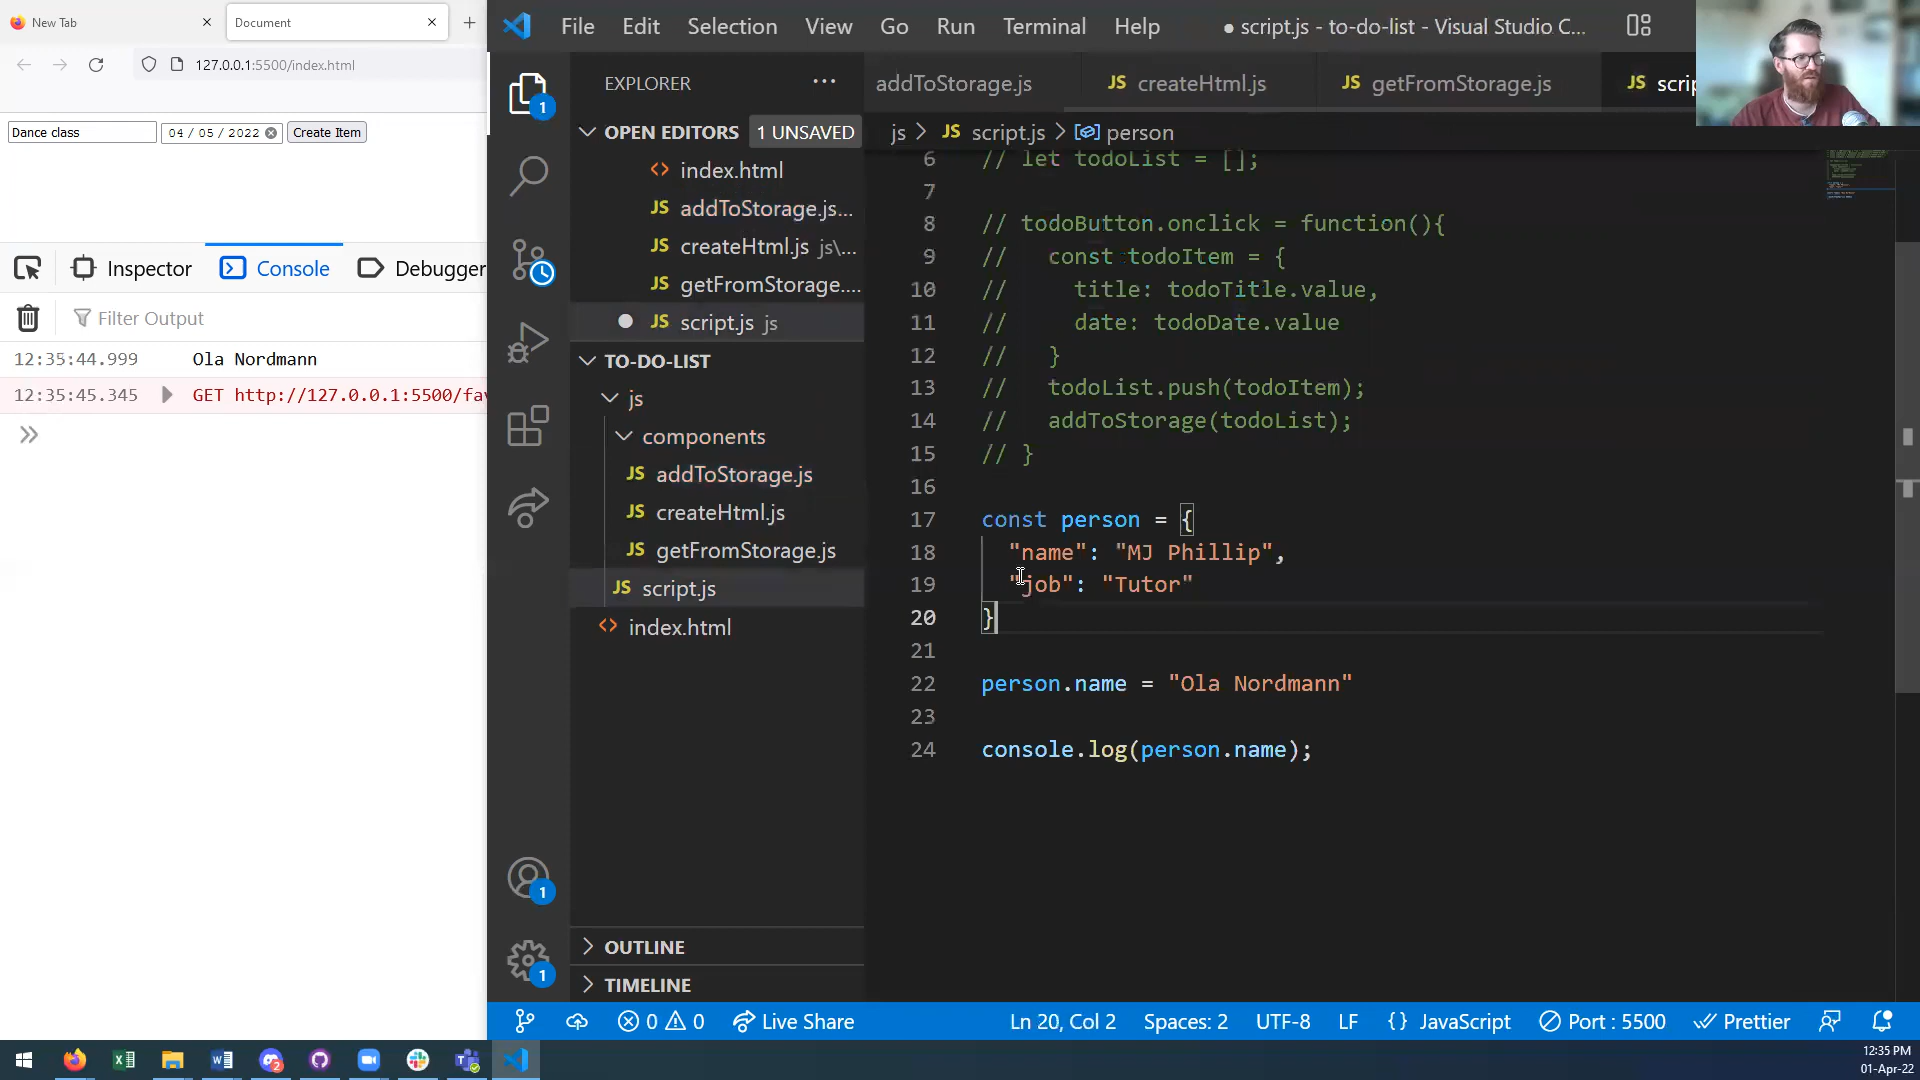 New Tab
Document
127.0.0.1:5500/index.html
Dance class
04 / 05 / 2022
Create Item
Inspector
Console
Debugger
Filter Output
12:35:44.999 Ola Nordmann
12:35:45.345 GET http://127.0.0.1:5500/fav
File Edit Selection View Go Run Terminal Help
● script.js - to-do-list - Visual Studio C...
EXPLORER
OPEN EDITORS 1 UNSAVED
index.html
addToStorage.js...
createHtml.js js\...
getFromStorage....
script.js js
TO-DO-LIST
js
components
addToStorage.js
createHtml.js
getFromStorage.js
script.js
index.html
OUTLINE
TIMELINE
addToStorage.js
createHtml.js
getFromStorage.js
js > script.js > person
6 // let todoList = [];
7
8 // todoButton.onclick = function(){
9 // const todoItem = {
10 // title: todoTitle.value,
11 // date: todoDate.value
12 // }
13 // todoList.push(todoItem);
14 // addToStorage(todoList);
15 // }
16
17 const person = {
18 "name": "MJ Phillip",
19 "job": "Tutor"
20 }
21
22 person.name = "Ola Nordmann"
23
24 console.log(person.name);
0 0
Live Share
Ln 20, Col 2
Spaces: 2
UTF-8
LF
{} JavaScript
Port : 5500
Prettier
12:35 PM
01-Apr-22